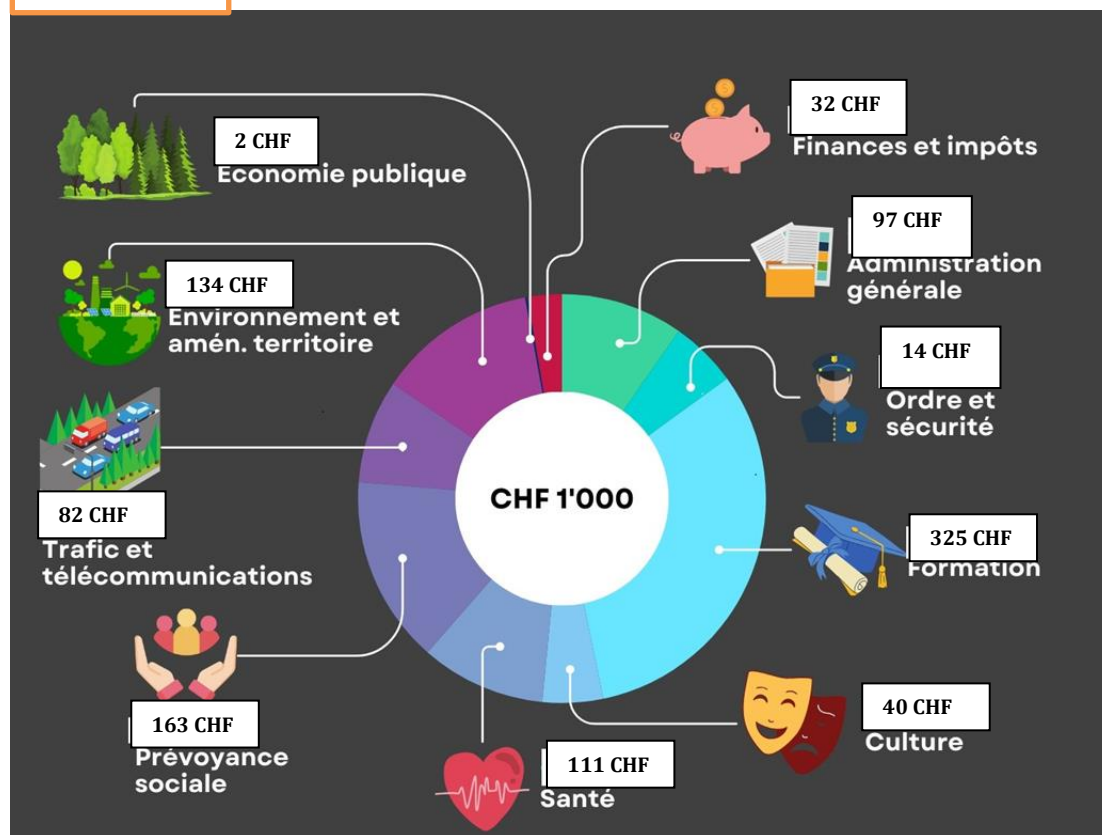 2 CHF
Economie publique
32 CHF
Finances et impôts
97 CHF
Administration
générale
134 CHF
Environnement et
amén. territoire
14 CHF
Ordre et
sécurité
CHF 1'000
82 CHF
Trafic et
télécommunications
325 CHF
Formation
163 CHF
Prévoyance
sociale
40 CHF
Culture
111 CHF
Santé